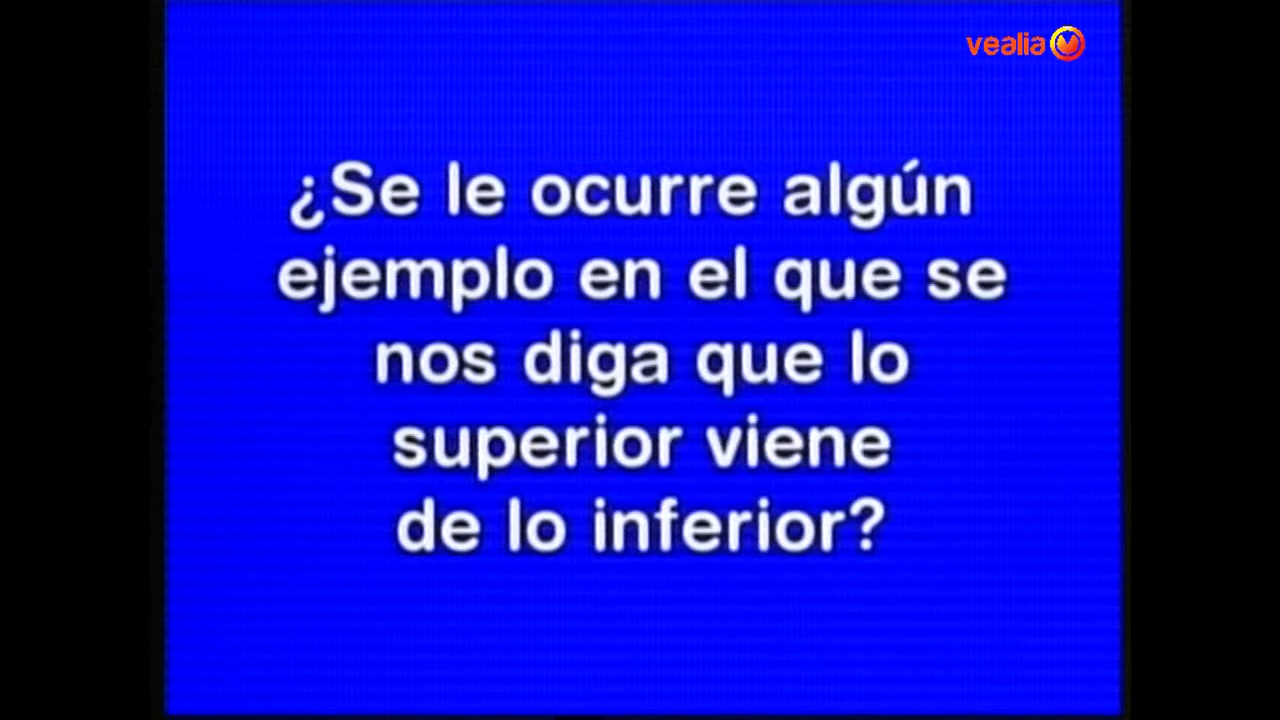 vealia
¿Se le ocurre algún
ejemplo en el que se
nos diga que lo
superior viene
de lo inferior?